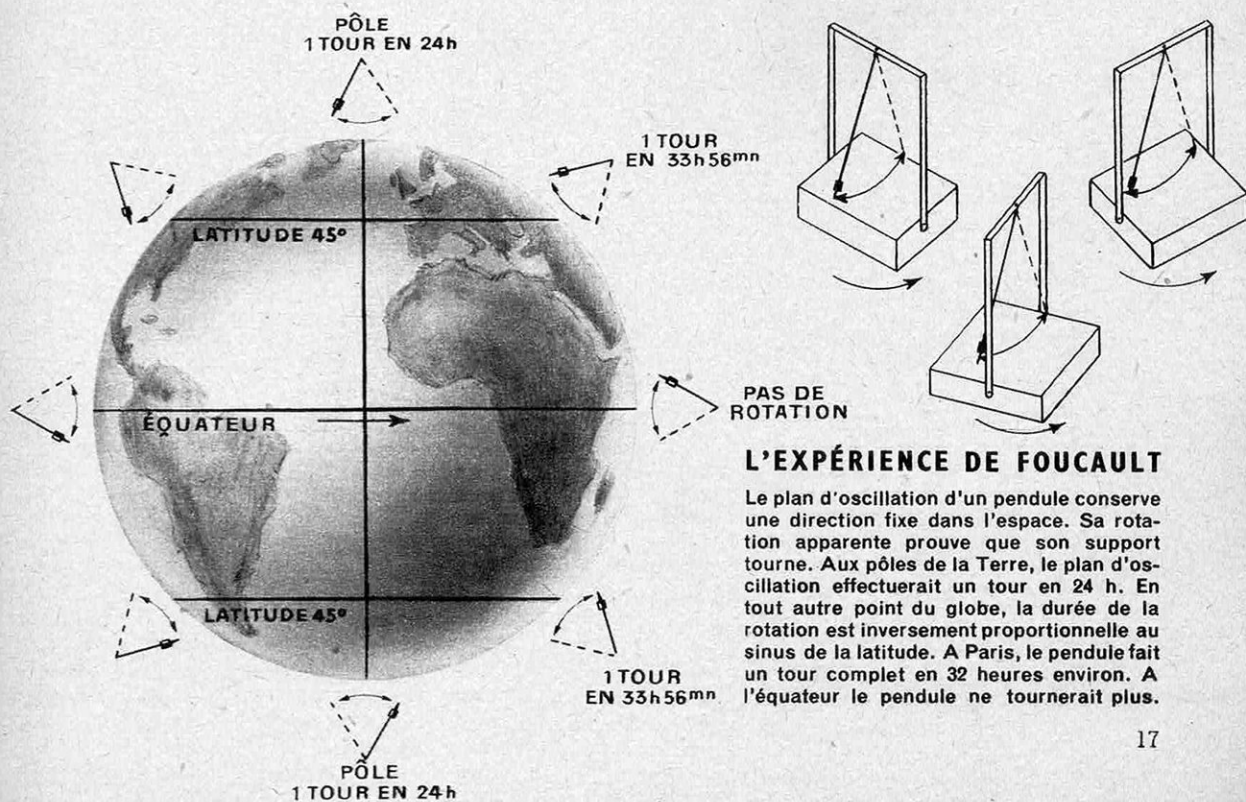 PÔLE
1 TOUR EN 24h
1 TOUR
EN 33h56mn
LATITUDE 45º
ÉQUATEUR
PAS DE
ROTATION
LATITUDE 45º
1 TOUR
EN 33h56mn
PÔLE
1 TOUR EN 24h
L'EXPÉRIENCE DE FOUCAULT
Le plan d'oscillation d'un pendule conserve
une direction fixe dans l'espace. Sa rota-
tion apparente prouve que son support
tourne. Aux pôles de la Terre, le plan d'os-
cillation effectuerait un tour en 24 h. En
tout autre point du globe, la durée de la
rotation est inversement proportionnelle au
sinus de la latitude. A Paris, le pendule fait
un tour complet en 32 heures environ. A
l'équateur le pendule ne tournerait plus.
17